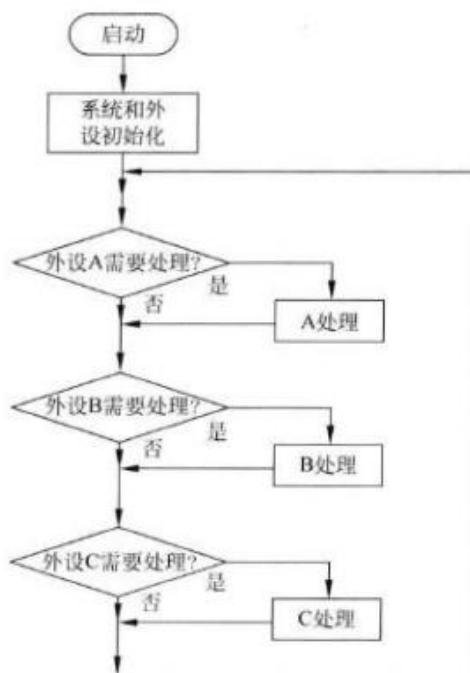 启动
系统和外
设初始化
外设A需要处理?
是
否
A处理
外设B需要处理?
是
否
B处理
外设C需要处理?
是
否
C处理